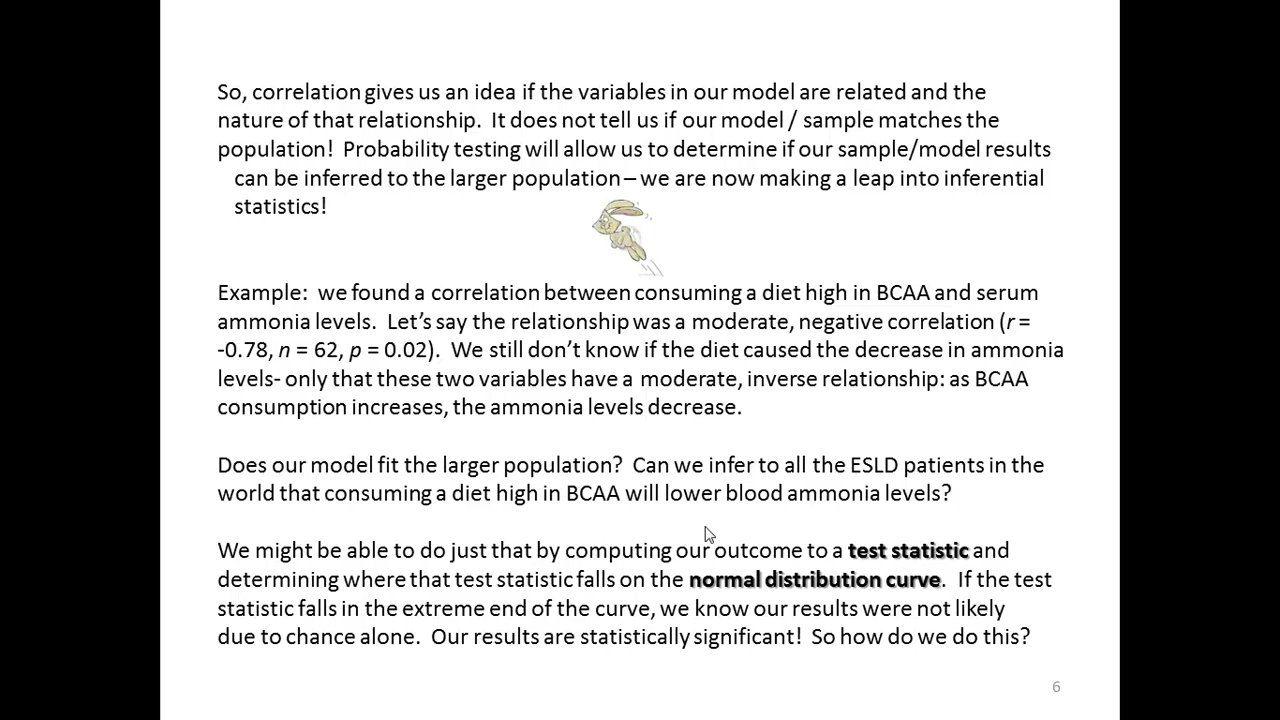 So, correlation gives us an idea if the variables in our model are related and the
nature of that relationship.  It does not tell us if our model / sample matches the
population!  Probability testing will allow us to determine if our sample/model results
can be inferred to the larger population – we are now making a leap into inferential
statistics!
Example:  we found a correlation between consuming a diet high in BCAA and serum
ammonia levels.  Let's say the relationship was a moderate, negative correlation (r =
-0.78, n = 62, p = 0.02).  We still don't know if the diet caused the decrease in ammonia
levels- only that these two variables have a moderate, inverse relationship: as BCAA
consumption increases, the ammonia levels decrease.
Does our model fit the larger population?  Can we infer to all the ESLD patients in the
world that consuming a diet high in BCAA will lower blood ammonia levels?
We might be able to do just that by computing our outcome to a test statistic and
determining where that test statistic falls on the normal distribution curve.  If the test
statistic falls in the extreme end of the curve, we know our results were not likely
due to chance alone.  Our results are statistically significant!  So how do we do this?
6